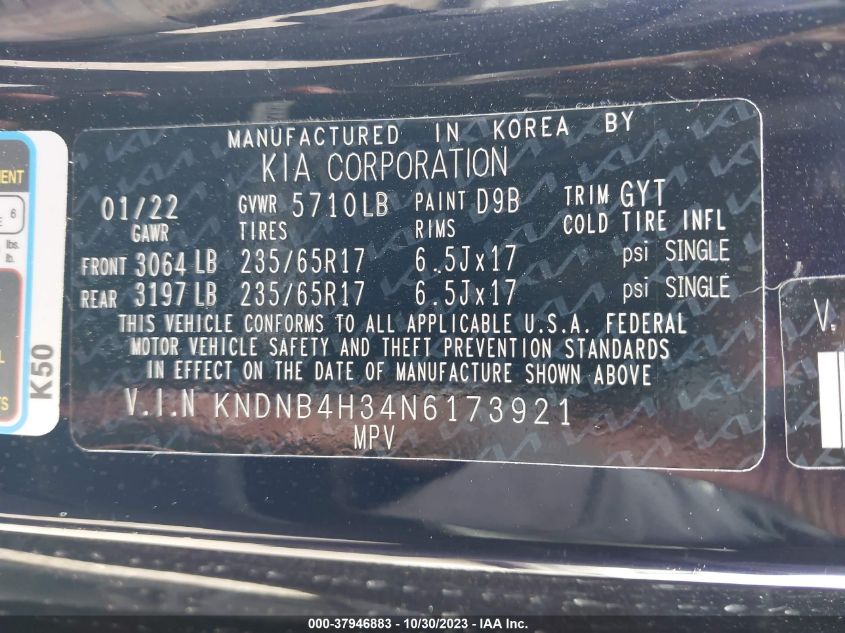 MANUFACTURED IN KOREA BY
KIA CORPORATION
01/22 GVWR 5710LB PAINT D9B TRIM GYT
GAWR TIRES RIMS COLD TIRE INFL
FRONT 3064 LB 235/65R17 6.5Jx17 psi SINGLE
REAR 3197 LB 235/65R17 6.5Jx17 psi SINGLE
THIS VEHICLE CONFORMS TO ALL APPLICABLE U.S.A. FEDERAL
MOTOR VEHICLE SAFETY AND THEFT PREVENTION STANDARDS
IN EFFECT ON THE DATE OF MANUFACTURE SHOWN ABOVE
V.I.N KNDNB4H34N6173921
MPV
6
lbs.
lb.
K50
V.
000-37946883 - 10/30/2023 - IAA Inc.